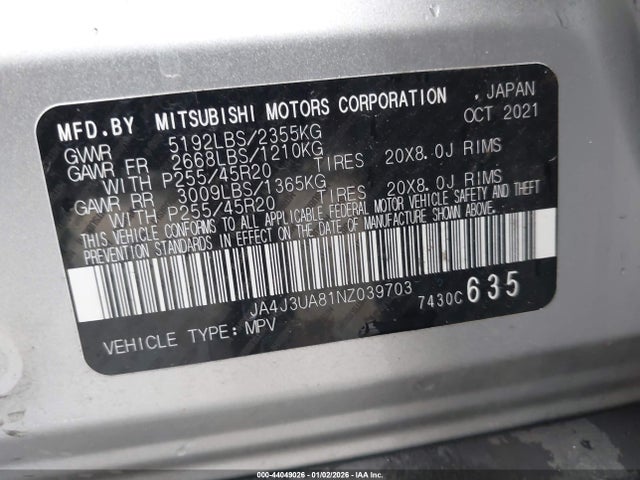 MFD.BY MITSUBISHI MOTORS CORPORATION . JAPAN
OCT 2021
GVWR 5192LBS/2355KG
GAWR FR 2668LBS/1210KG
WITH P255/45R20 TIRES 20X8.0J RIMS
GAWR RR 3009LBS/1365KG
WITH P255/45R20 TIRES 20X8.0J RIMS
THIS VEHICLE CONFORMS TO ALL APPLICABLE FEDERAL MOTOR VEHICLE SAFETY AND THEFT
PREVENTION STANDARDS IN EFFECT ON THE DATE OF MANUFACTURE SHOWN ABOVE.
JA4J3UA81NZ039703 7430C 635
VEHICLE TYPE: MPV
000-44049026 - 01/02/2026 - IAA Inc.